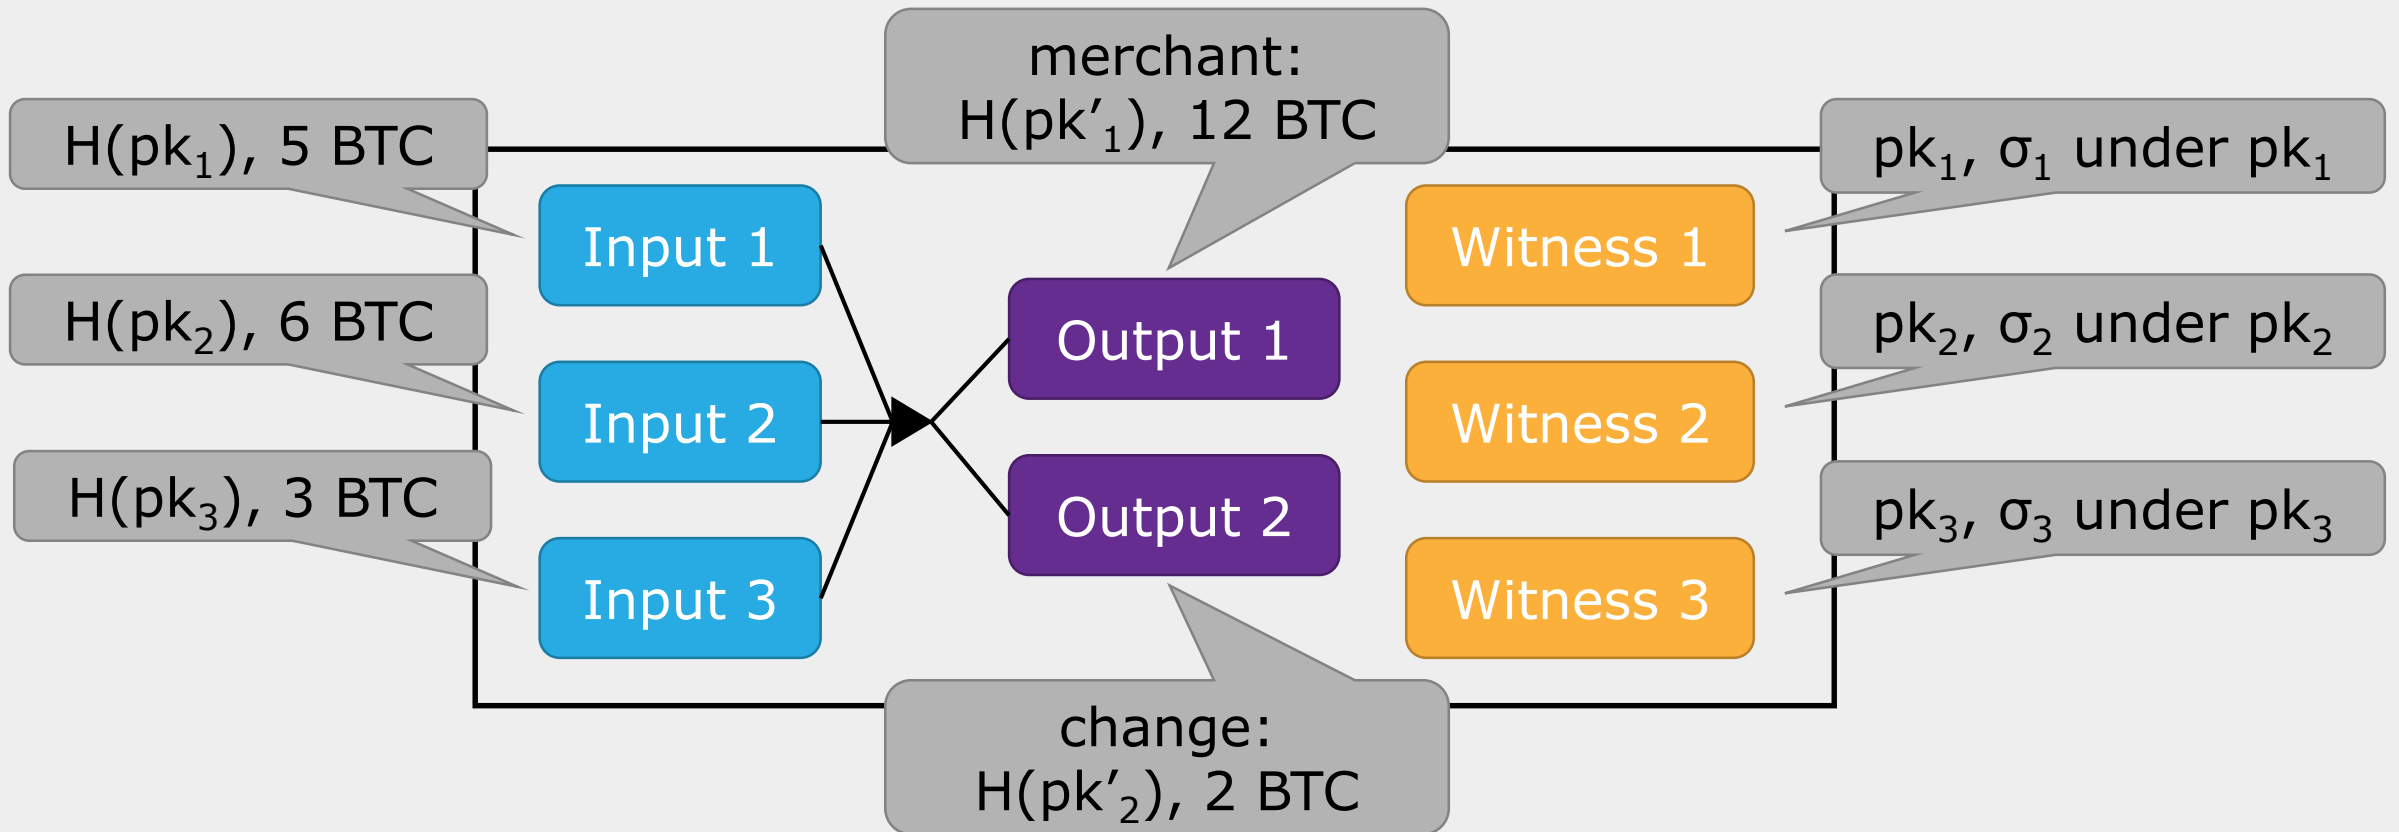 merchant:
H(pk′₁), 12 BTC
H(pk₁), 5 BTC
pk₁, σ₁ under pk₁
Input 1
Witness 1
H(pk₂), 6 BTC
Output 1
pk₂, σ₂ under pk₂
Input 2
Witness 2
H(pk₃), 3 BTC
Output 2
pk₃, σ₃ under pk₃
Input 3
Witness 3
change:
H(pk′₂), 2 BTC